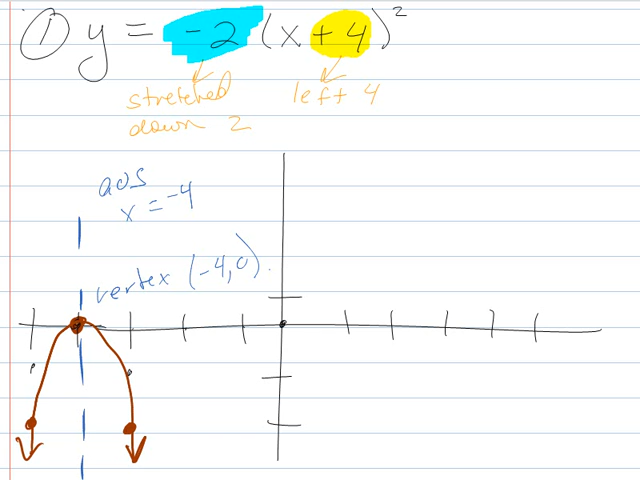 ① y = -2 (x + 4)²
stretched
down 2
left 4
aos
x = -4
vertex (-4,0).